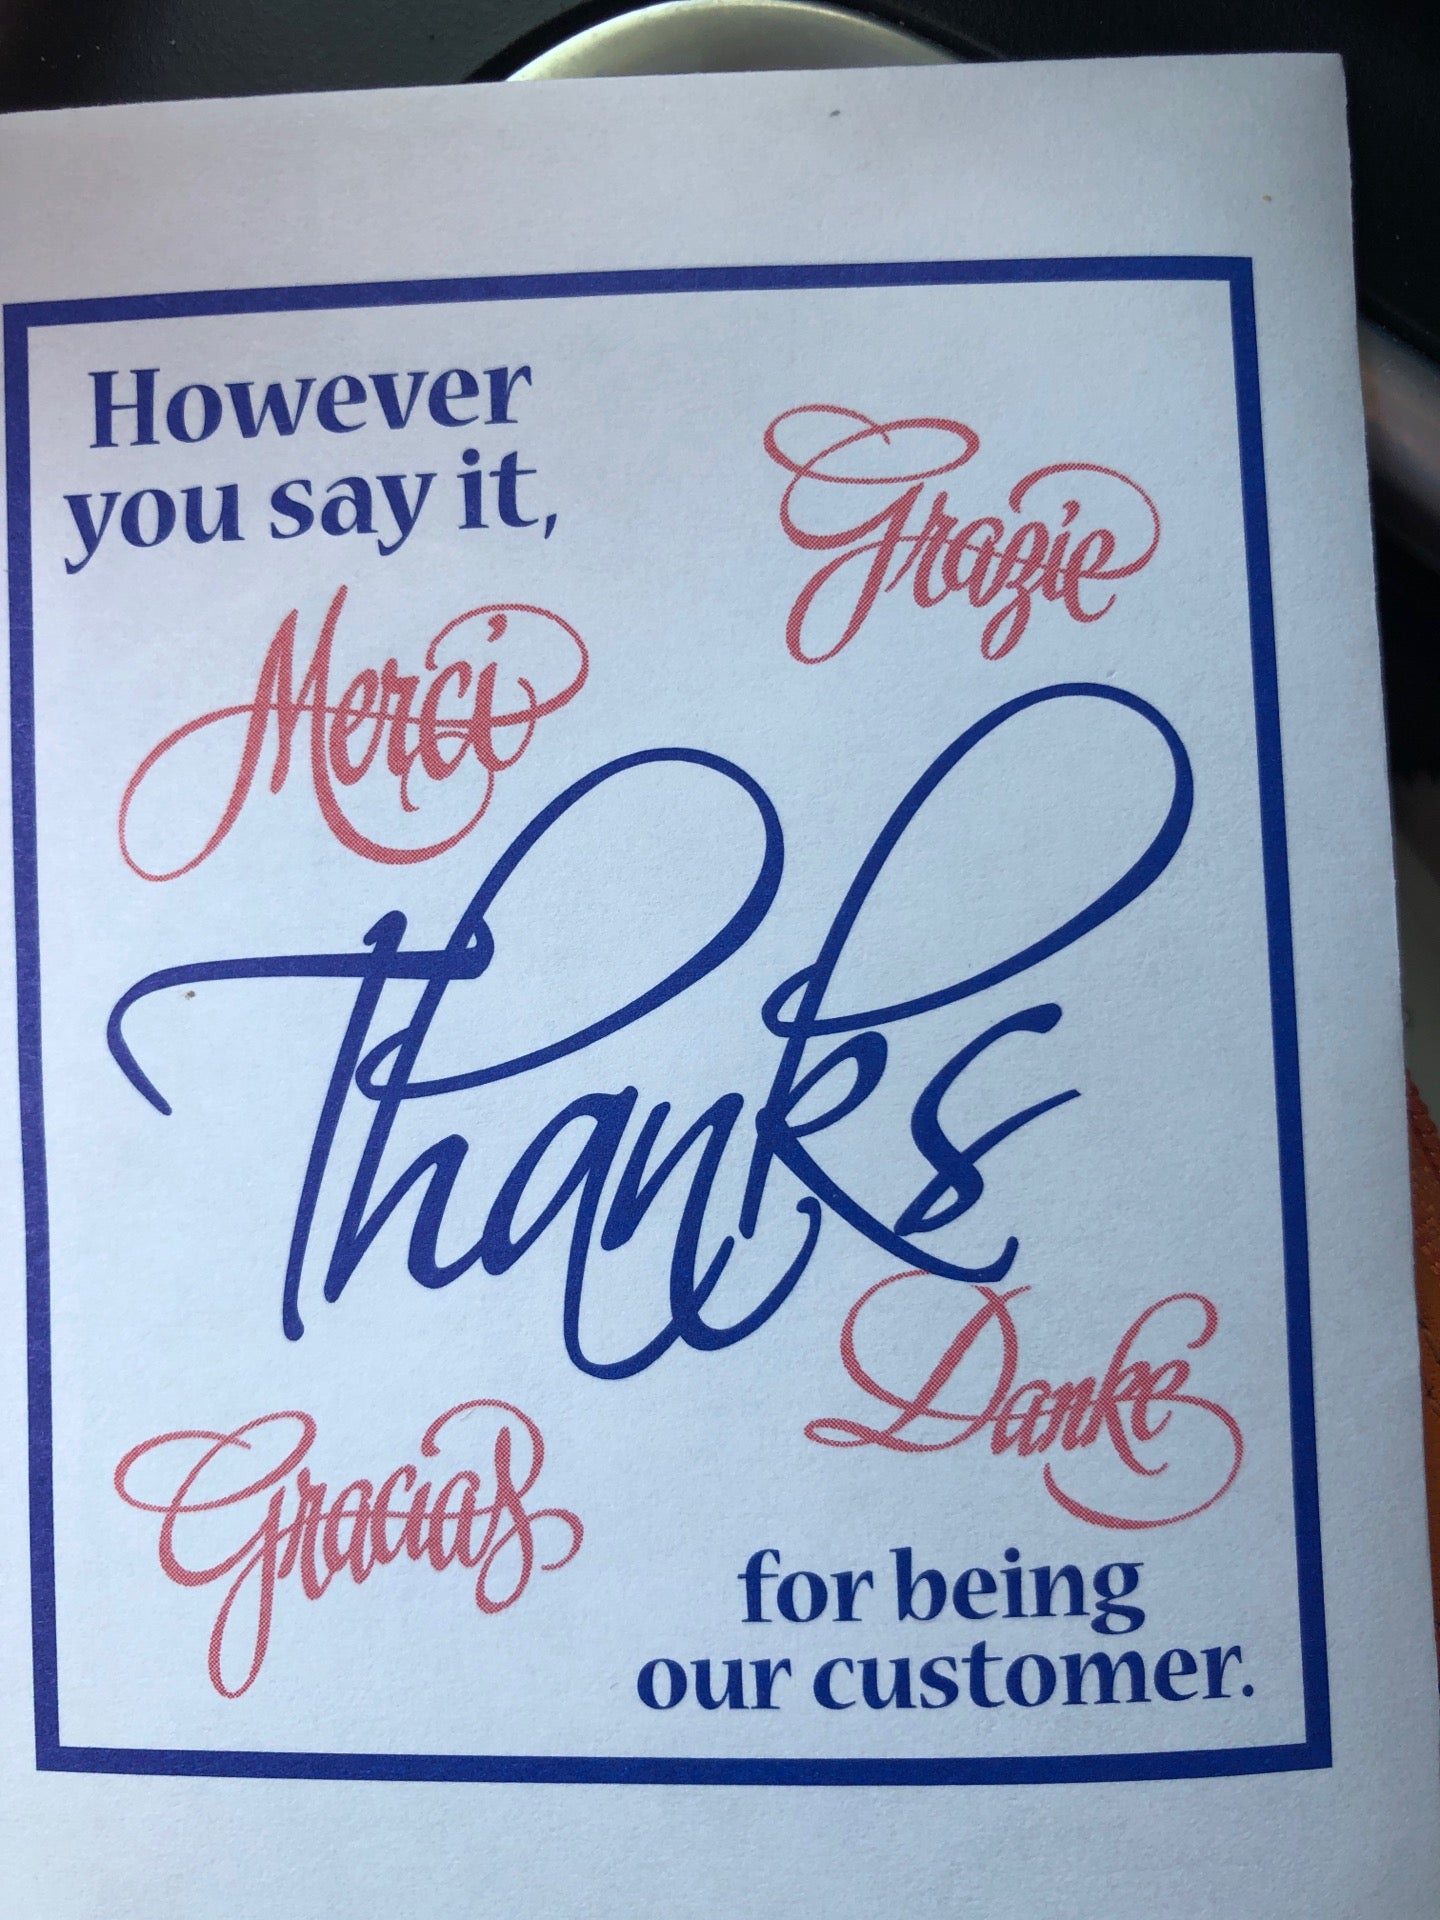 However
you say it,
Grazie
Merci
Thanks
Danke
Gracias
for being
our customer.